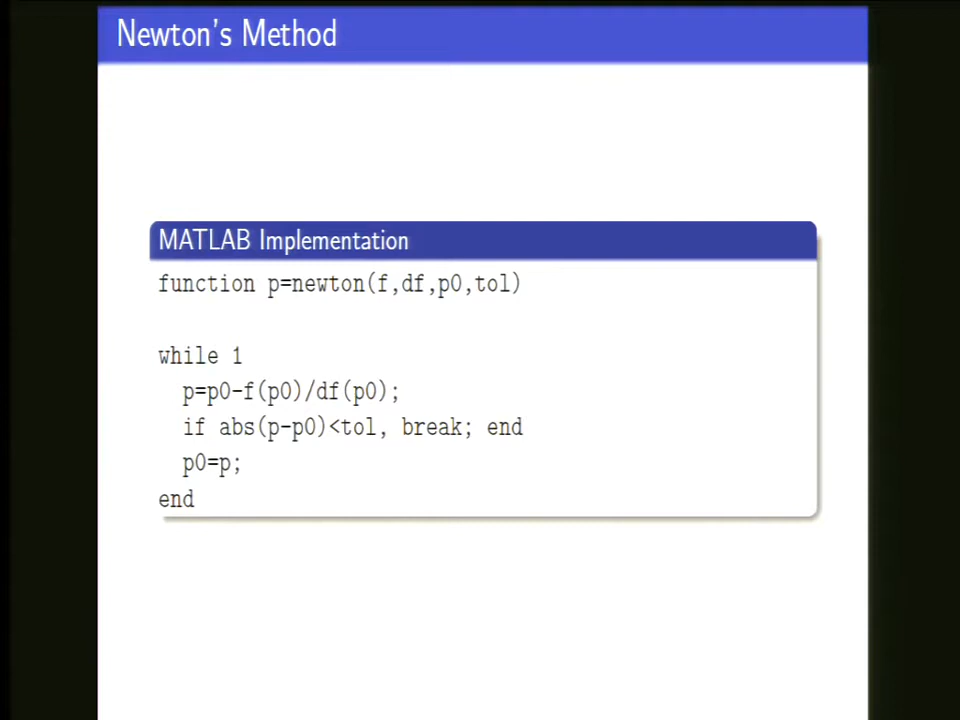 Newton's Method
MATLAB Implementation
function p=newton(f,df,p0,tol)
while 1
p=p0-f(p0)/df(p0);
if abs(p-p0)<tol, break; end
p0=p;
end